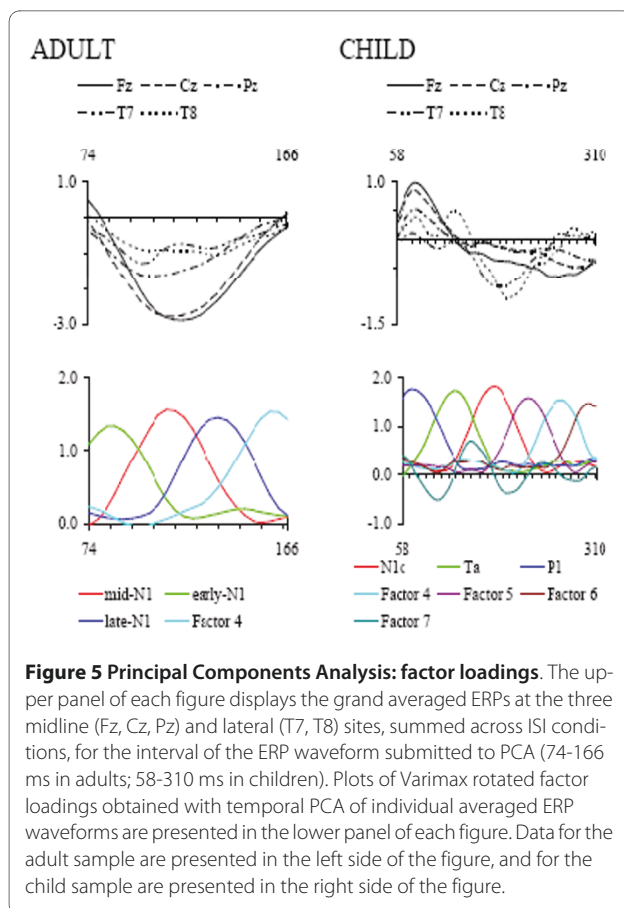 ADULT
CHILD
Fz Cz Pz
T7 T8
Fz Cz Pz
T7 T8
74 166
58 310
1.0
-3.0
1.0
-1.5
2.0
1.0
0.0
74 166
2.0
1.0
0.0
-1.0
58 310
mid-N1 early-N1
late-N1 Factor 4
N1c Ta P1
Factor 4 Factor 5 Factor 6
Factor 7
Figure 5 Principal Components Analysis: factor loadings. The up-
per panel of each figure displays the grand averaged ERPs at the three
midline (Fz, Cz, Pz) and lateral (T7, T8) sites, summed across ISI condi-
tions, for the interval of the ERP waveform submitted to PCA (74-166
ms in adults; 58-310 ms in children). Plots of Varimax rotated factor
loadings obtained with temporal PCA of individual averaged ERP
waveforms are presented in the lower panel of each figure. Data for the
adult sample are presented in the left side of the figure, and for the
child sample are presented in the right side of the figure.